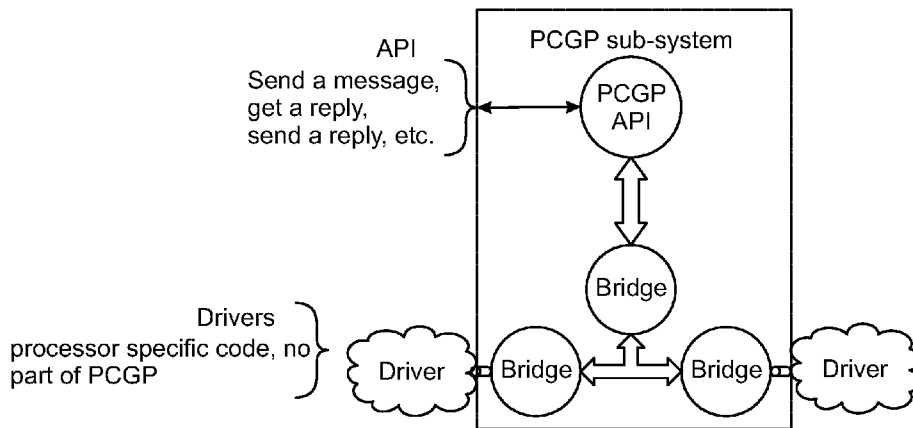 PCGP sub-system
API
Send a message,
get a reply,
send a reply, etc.
PCGP
API
Bridge
Drivers
processor specific code, no
part of PCGP
Driver
Bridge
Bridge
Driver